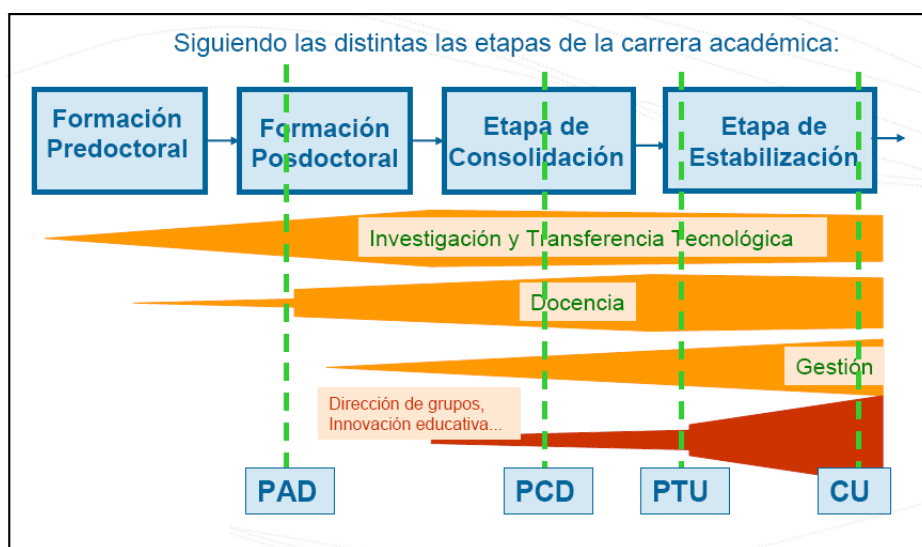 Siguiendo las distintas las etapas de la carrera académica:
Formación
Predoctoral
Formación
Posdoctoral
Etapa de
Consolidación
Etapa de
Estabilización
Investigación y Transferencia Tecnológica
Docencia
Gestión
Dirección de grupos,
Innovación educativa...
PAD
PCD
PTU
CU